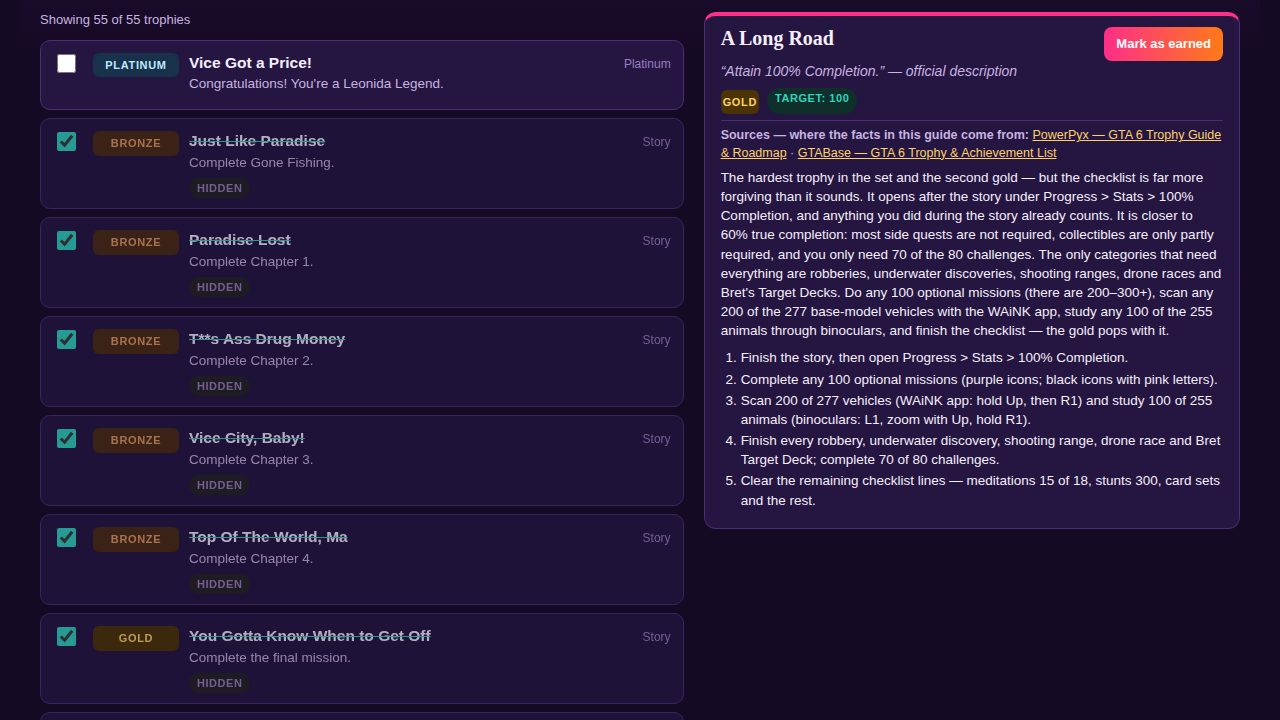 Showing 55 of 55 trophies
PLATINUM
Vice Got a Price!
Platinum
Congratulations! You're a Leonida Legend.
BRONZE
Just Like Paradise
Story
Complete Gone Fishing.
HIDDEN
BRONZE
Paradise Lost
Story
Complete Chapter 1.
HIDDEN
BRONZE
T**s Ass Drug Money
Story
Complete Chapter 2.
HIDDEN
BRONZE
Vice City, Baby!
Story
Complete Chapter 3.
HIDDEN
BRONZE
Top Of The World, Ma
Story
Complete Chapter 4.
HIDDEN
GOLD
You Gotta Know When to Get Off
Story
Complete the final mission.
HIDDEN
A Long Road
Mark as earned
“Attain 100% Completion.” — official description
GOLD
TARGET: 100
Sources — where the facts in this guide come from: PowerPyx — GTA 6 Trophy Guide
& Roadmap · GTABase — GTA 6 Trophy & Achievement List
The hardest trophy in the set and the second gold — but the checklist is far more
forgiving than it sounds. It opens after the story under Progress > Stats > 100%
Completion, and anything you did during the story already counts. It is closer to
60% true completion: most side quests are not required, collectibles are only partly
required, and you only need 70 of the 80 challenges. The only categories that need
everything are robberies, underwater discoveries, shooting ranges, drone races and
Bret's Target Decks. Do any 100 optional missions (there are 200–300+), scan any
200 of the 277 base-model vehicles with the WAiNK app, study any 100 of the 255
animals through binoculars, and finish the checklist — the gold pops with it.
1. Finish the story, then open Progress > Stats > 100% Completion.
2. Complete any 100 optional missions (purple icons; black icons with pink letters).
3. Scan 200 of 277 vehicles (WAiNK app: hold Up, then R1) and study 100 of 255
animals (binoculars: L1, zoom with Up, hold R1).
4. Finish every robbery, underwater discovery, shooting range, drone race and Bret
Target Deck; complete 70 of 80 challenges.
5. Clear the remaining checklist lines — meditations 15 of 18, stunts 300, card sets
and the rest.